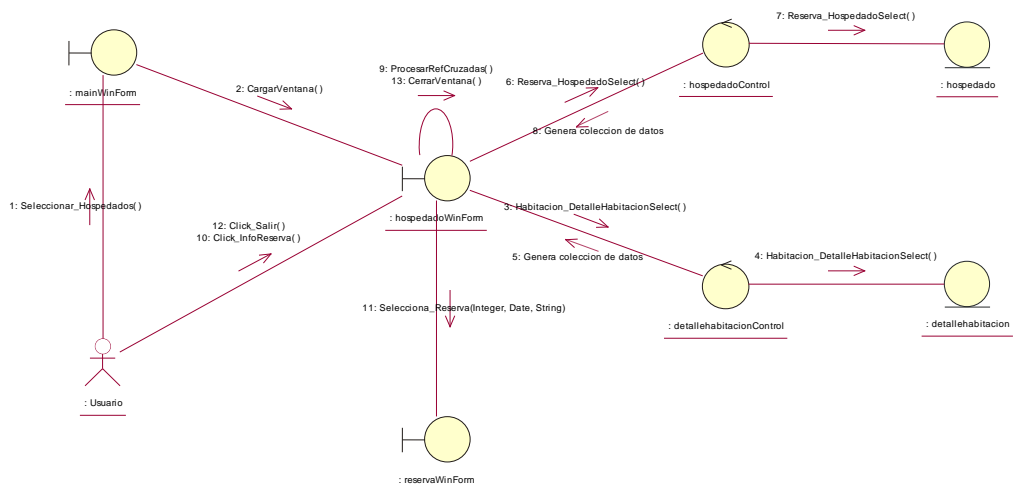 7: Reserva_HospedadoSelect( )
9: ProcesarRefCruzadas( )
13: CerrarVentana( )
6: Reserva_HospedadoSelect( )
: mainWinForm
2: CargarVentana( )
: hospedadoControl
: hospedado
8: Genera coleccion de datos
1: Seleccionar_Hospedados( )
3: Habitacion_DetalleHabitacionSelect( )
: hospedadoWinForm
12: Click_Salir( )
10: Click_InfoReserva( )
5: Genera coleccion de datos
4: Habitacion_DetalleHabitacionSelect( )
11: Selecciona_Reserva(Integer, Date, String)
: detallehabitacionControl
: detallehabitacion
: Usuario
: reservaWinForm